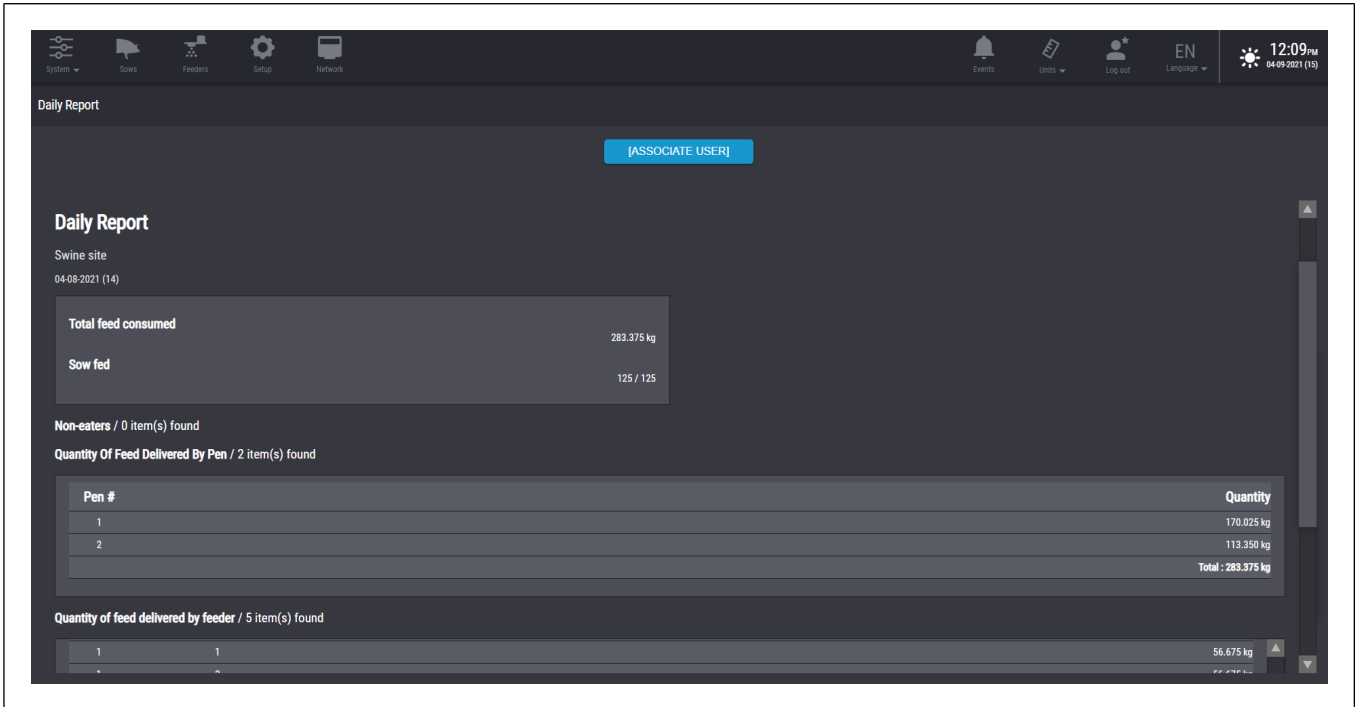 System
Sows
Feeders
Setup
Network
Events
Units
Log out
EN
Language
12:09PM
04-09-2021 (15)
Daily Report
[ASSOCIATE USER]
Daily Report
Swine site
04-08-2021 (14)
Total feed consumed
283.375 kg
Sow fed
125 / 125
Non-eaters / 0 item(s) found
Quantity Of Feed Delivered By Pen / 2 item(s) found
Pen # Quantity
1 170.025 kg
2 113.350 kg
Total : 283.375 kg
Quantity of feed delivered by feeder / 5 item(s) found
1 1 56.675 kg